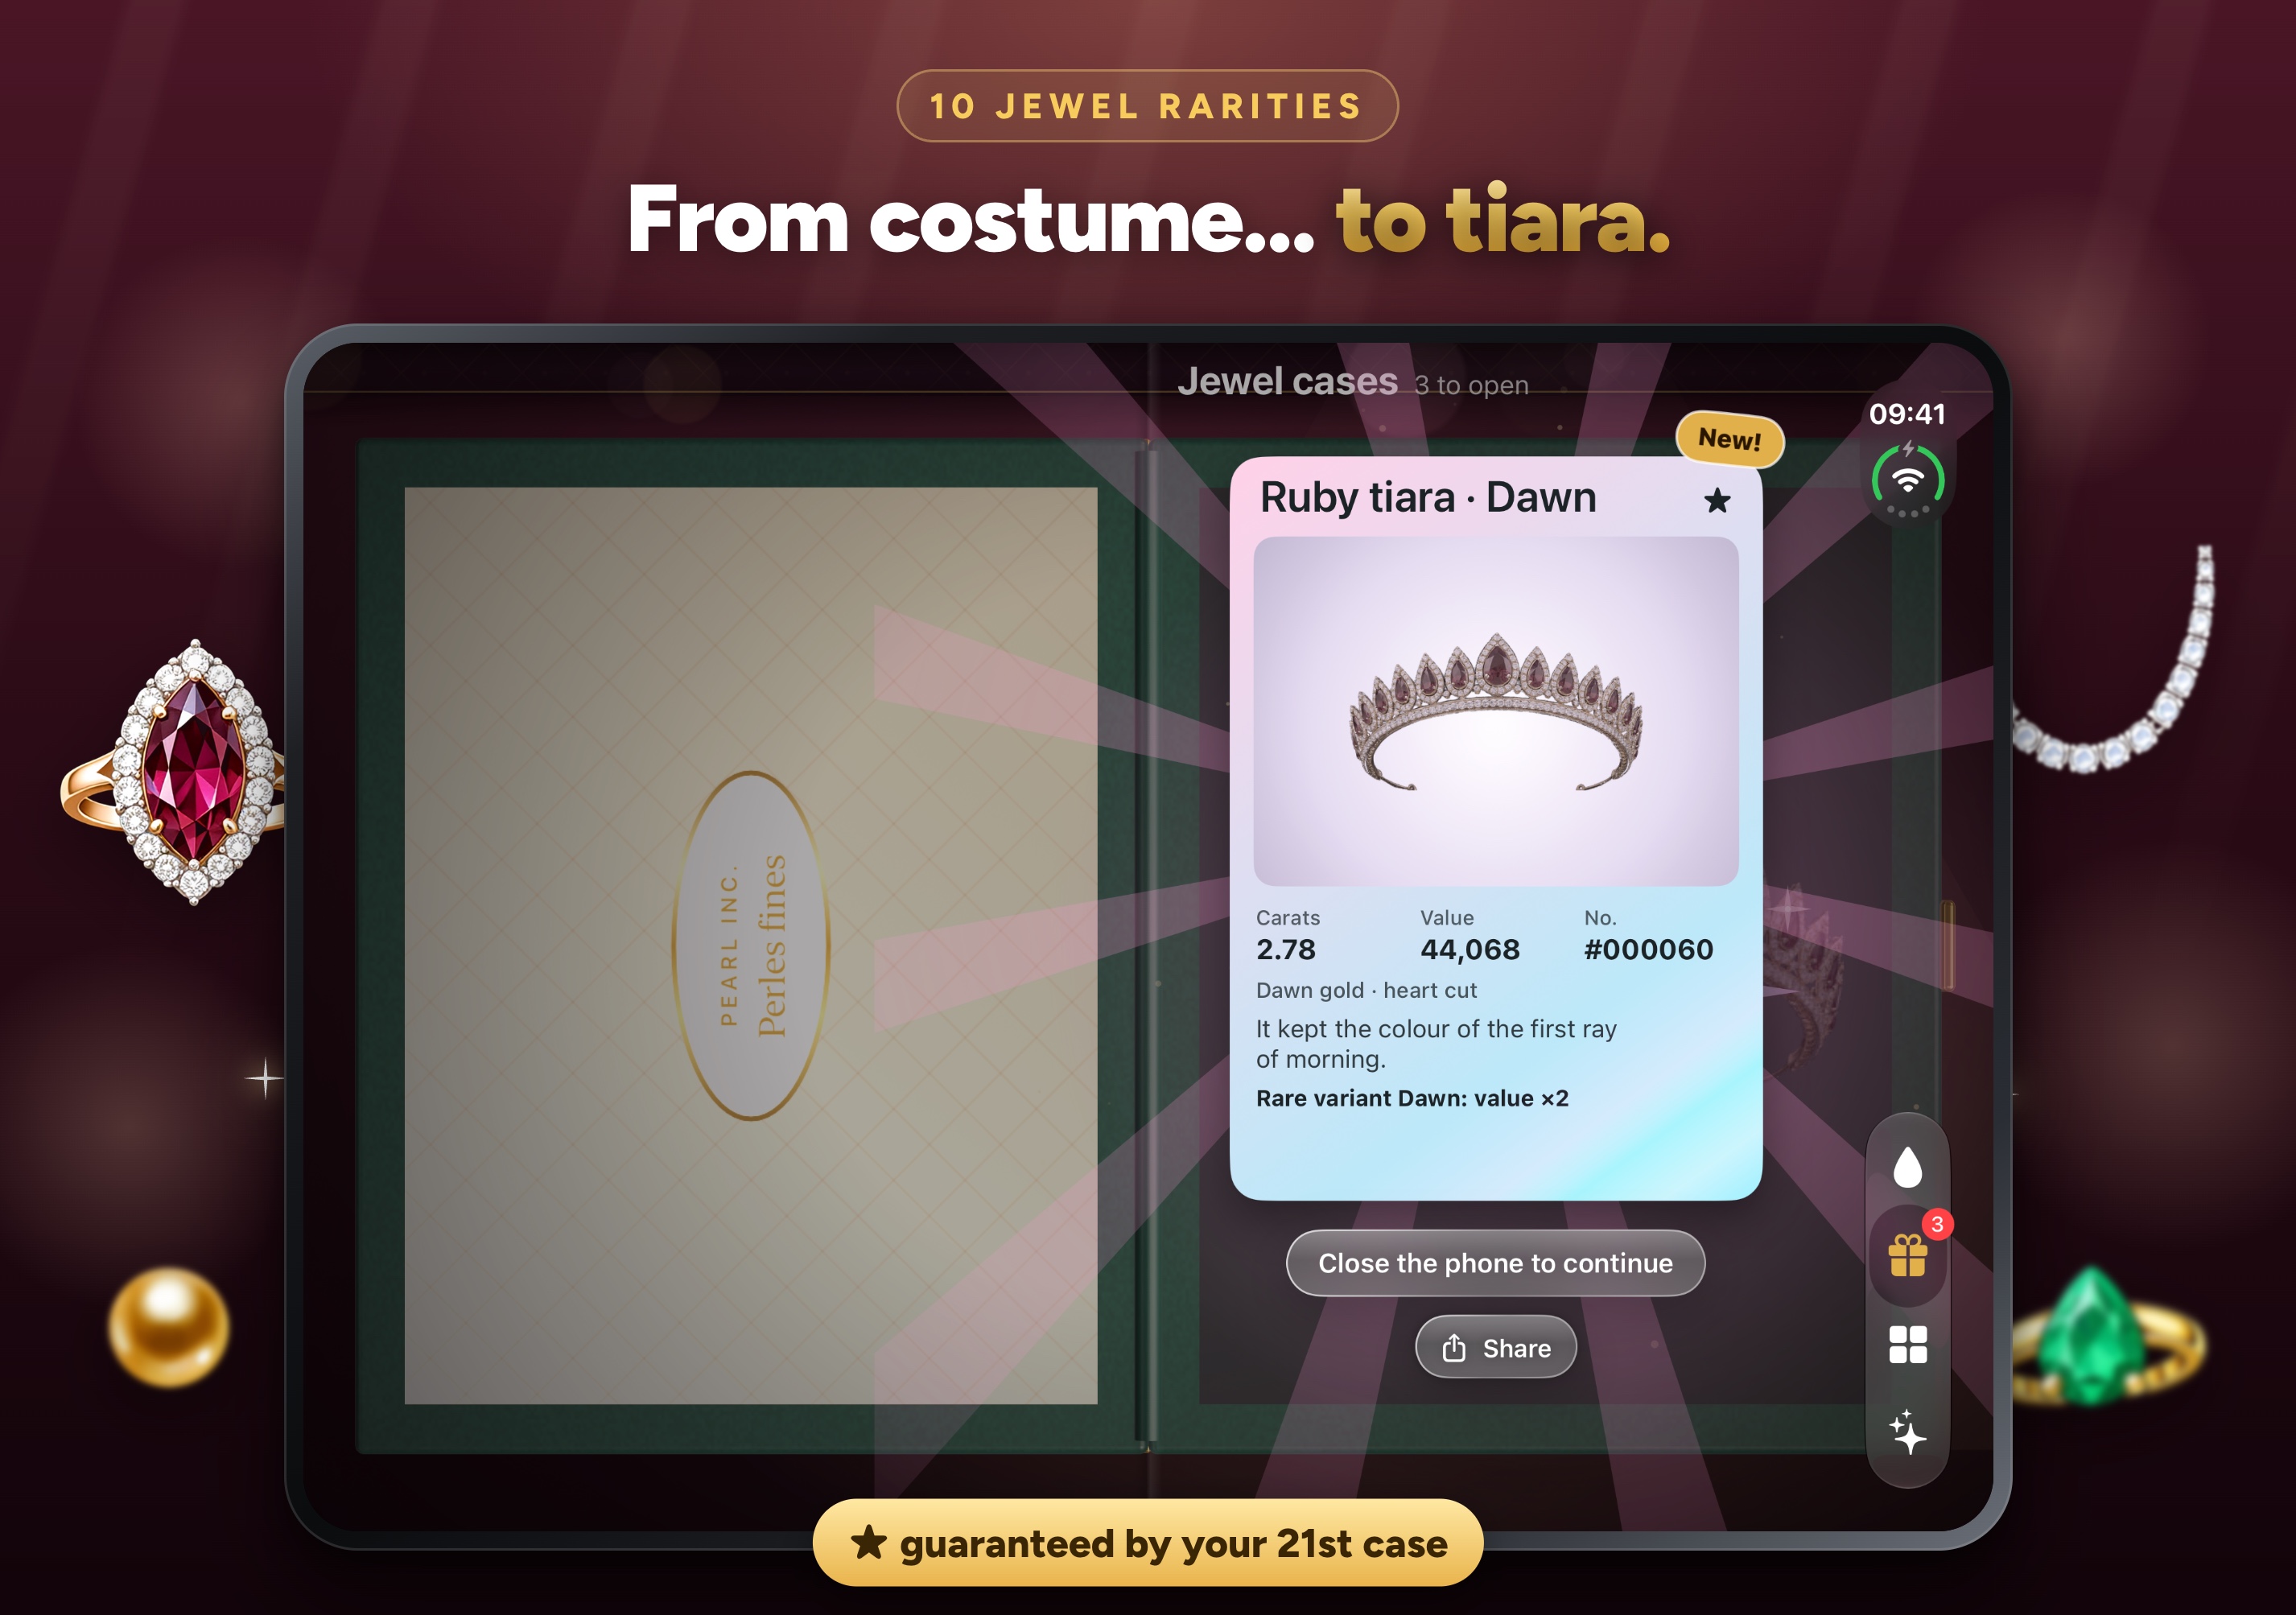 10 JEWEL RARITIES
From costume... to tiara.
Jewel cases 3 to open
09:41
New!
Ruby tiara · Dawn
PEARL INC.
Perles fines
Carats Value No.
2.78 44,068 #000060
Dawn gold · heart cut
It kept the colour of the first ray
of morning.
Rare variant Dawn: value ×2
3
Close the phone to continue
Share
guaranteed by your 21st case